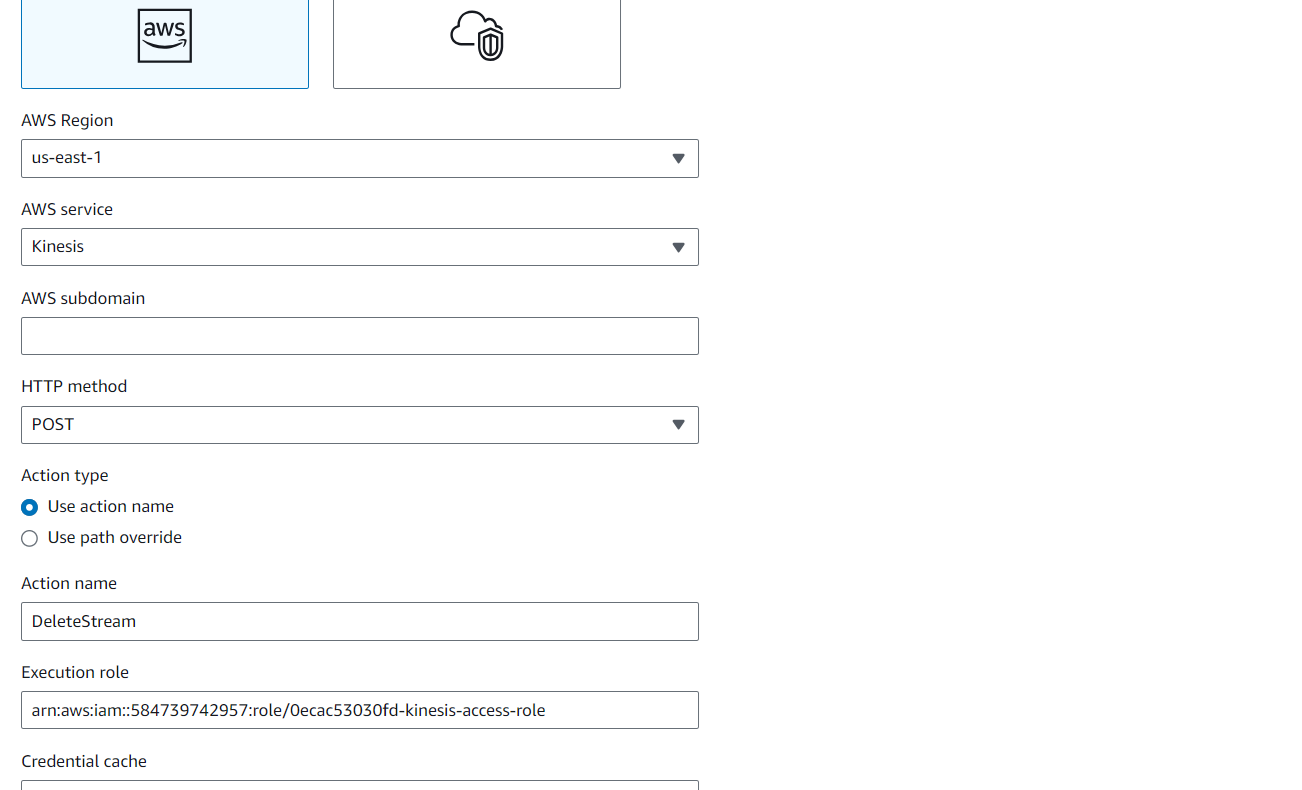 aws
AWS Region
us-east-1
AWS service
Kinesis
AWS subdomain
HTTP method
POST
Action type
Use action name
Use path override
Action name
DeleteStream
Execution role
arn:aws:iam::584739742957:role/0ecac53030fd-kinesis-access-role
Credential cache